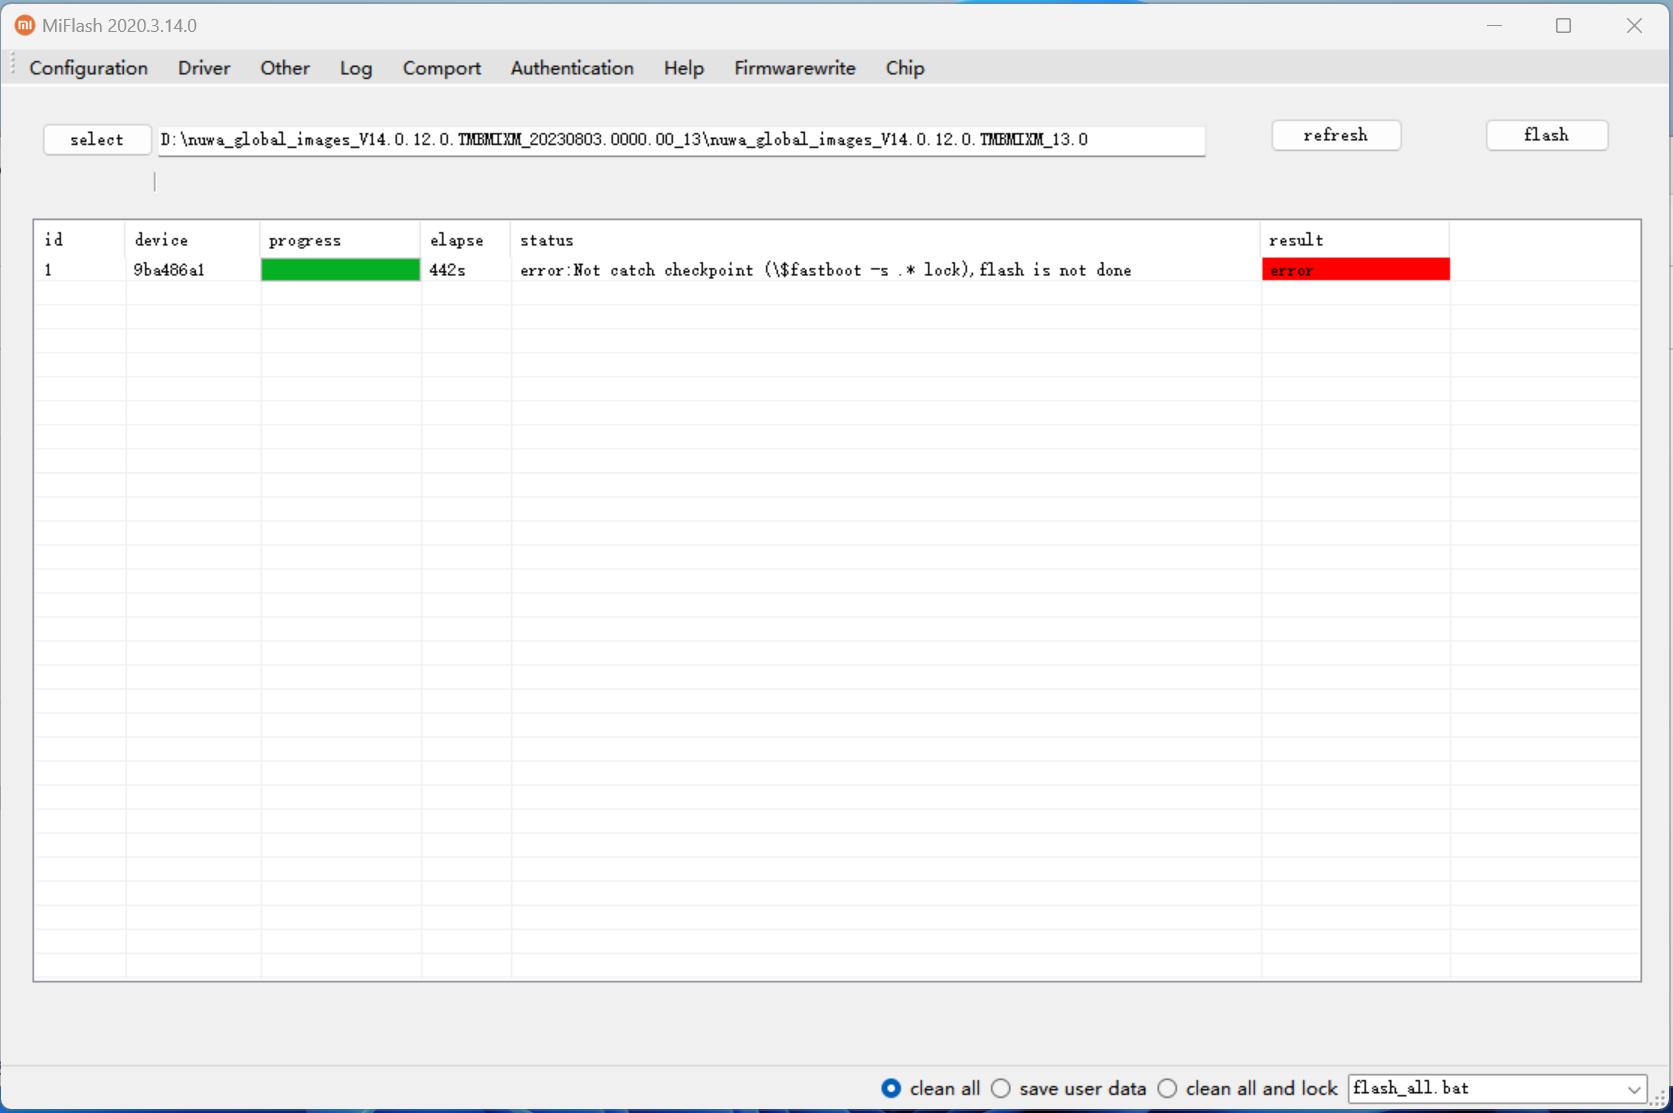 MiFlash 2020.3.14.0
Configuration Driver Other Log Comport Authentication Help Firmwarewrite Chip
select D:\nuwa_global_images_V14.0.12.0.TMBMIXM_20230803.0000.00_13\nuwa_global_images_V14.0.12.0.TMBMIXM_13.0 refresh flash
id device progress elapse status result
1 9ba486a1 442s error:Not catch checkpoint (\$fastboot -s .* lock),flash is not done error
clean all save user data clean all and lock flash_all.bat